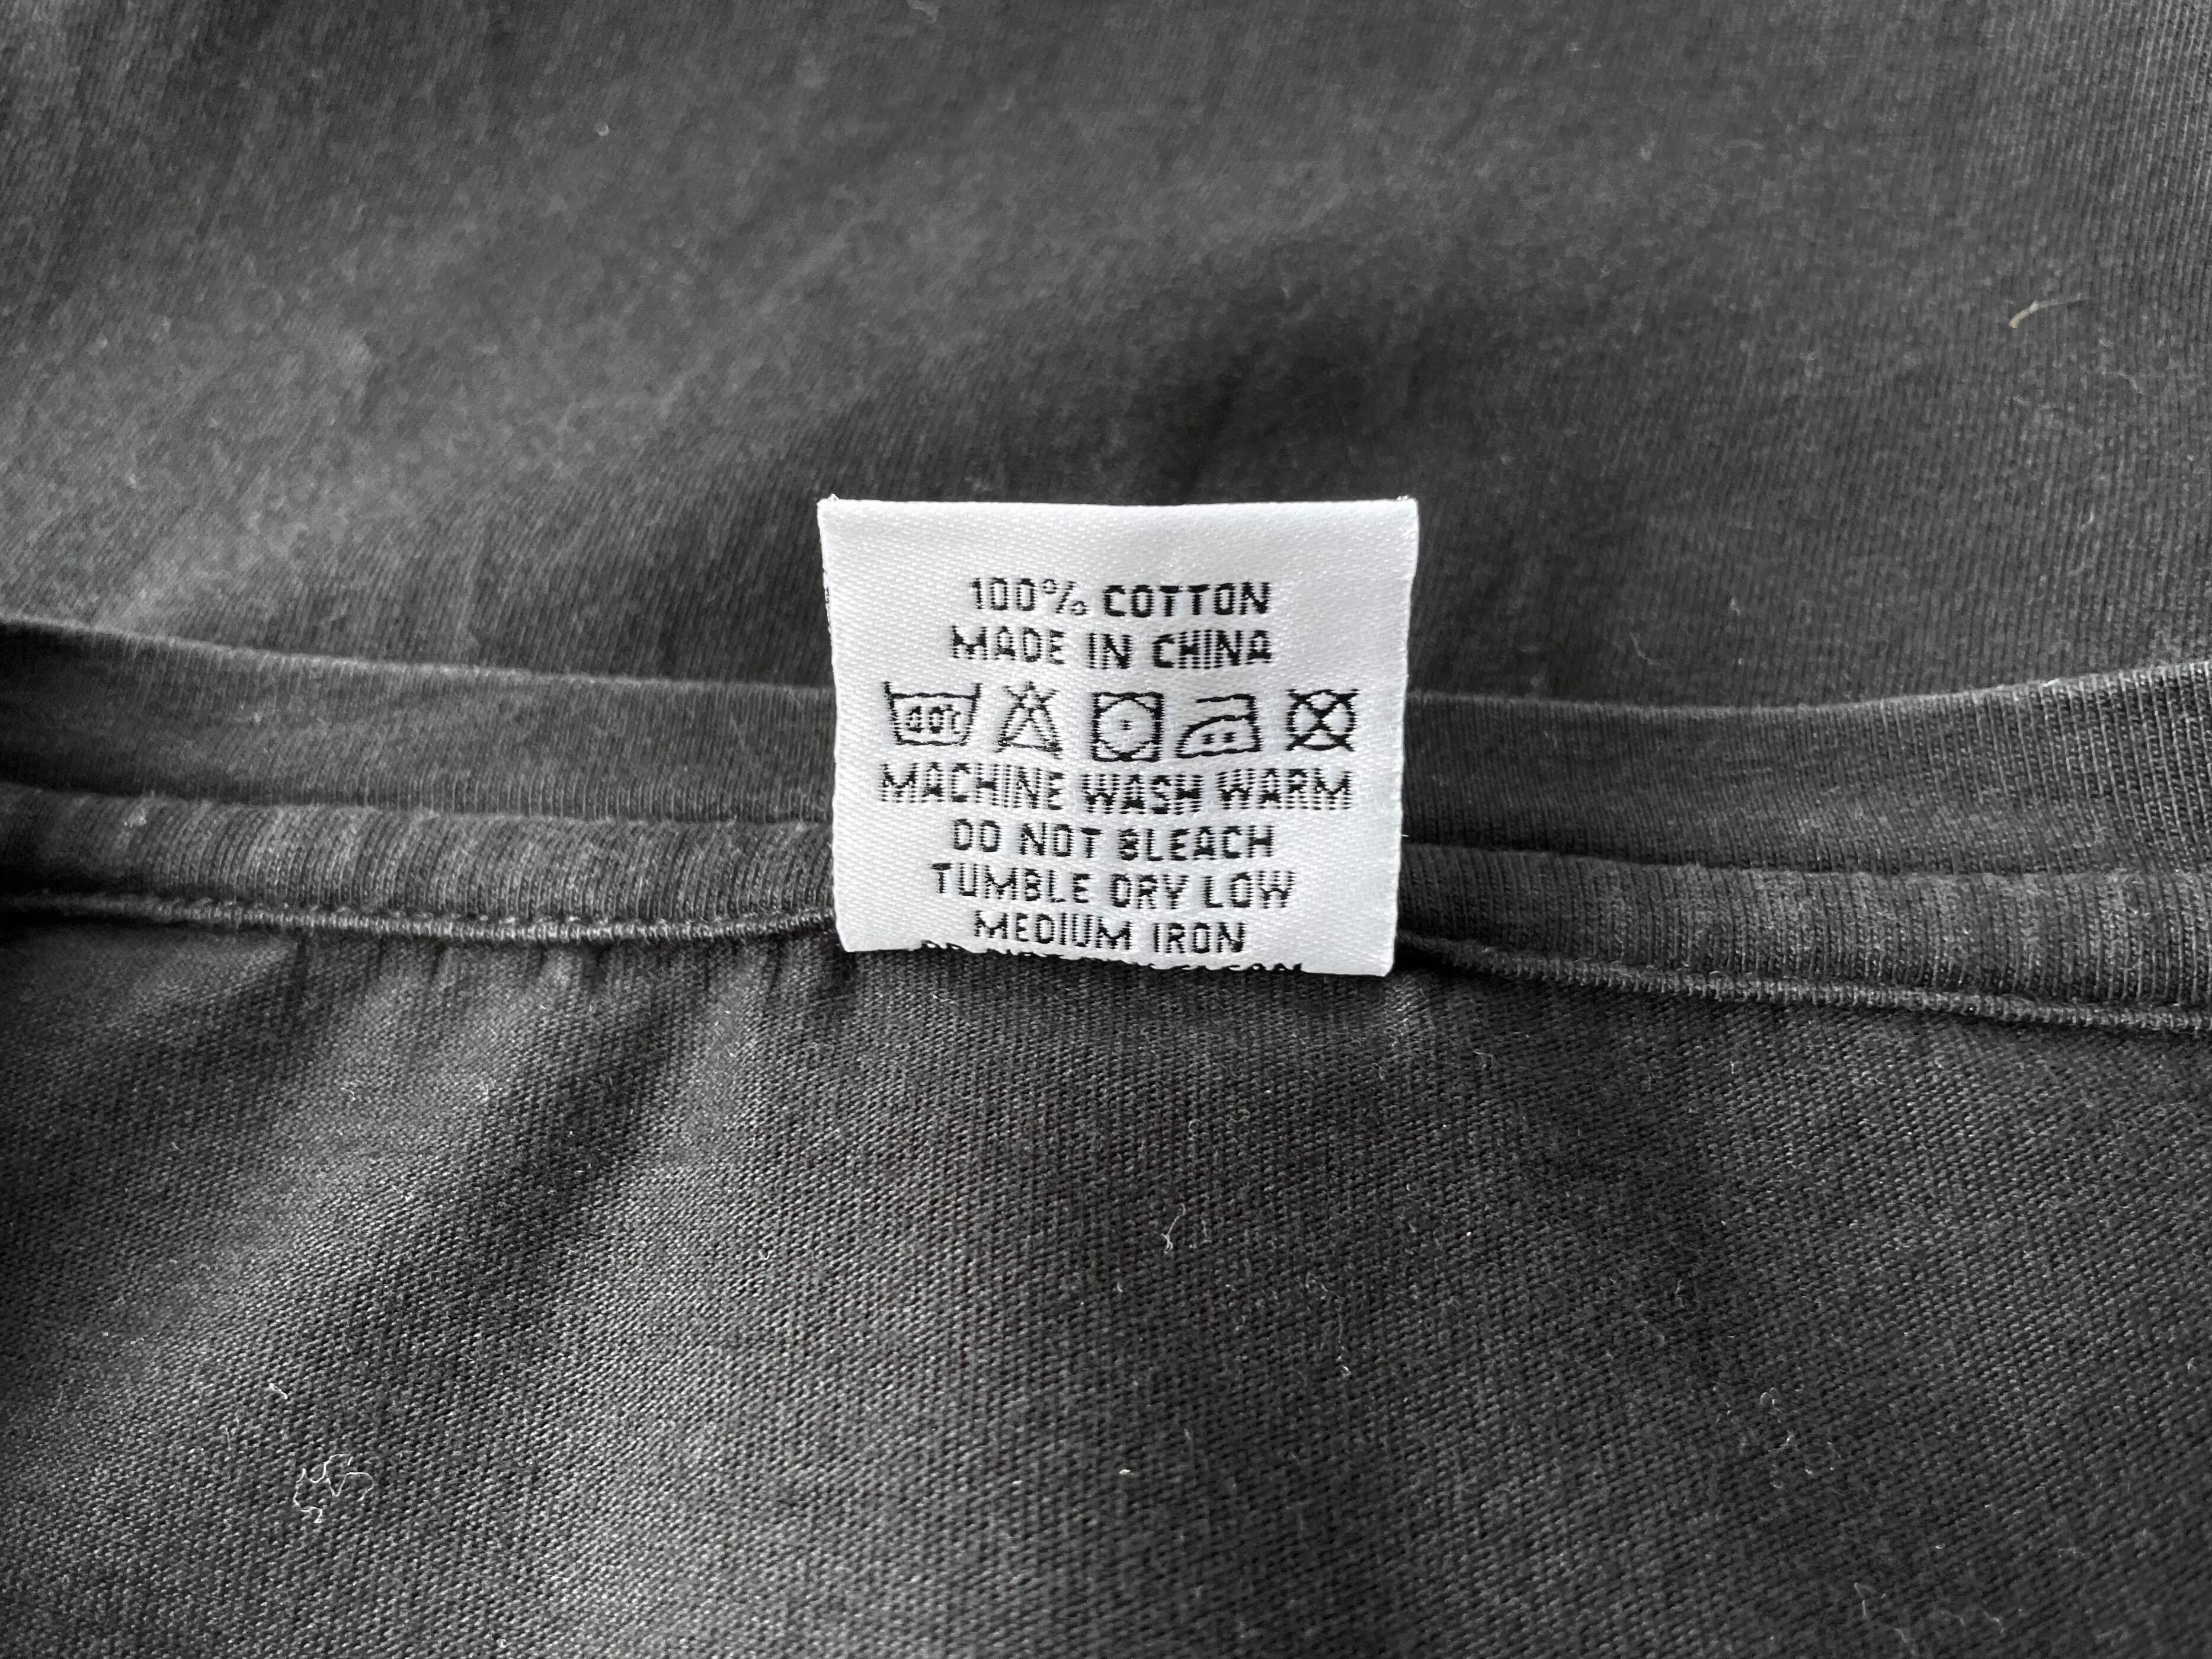 100% COTTON
MADE IN CHINA
40°C
MACHINE WASH WARM
DO NOT BLEACH
TUMBLE DRY LOW
MEDIUM IRON